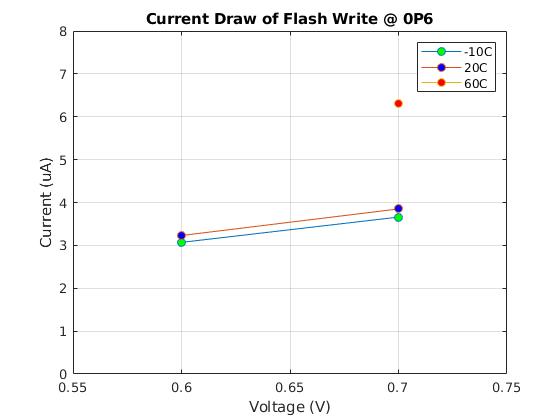 Current Draw of Flash Write @ 0P6
8
7
6
5
4
3
2
1
0
Current (uA)
-10C
20C
60C
0.55 0.6 0.65 0.7 0.75
Voltage (V)